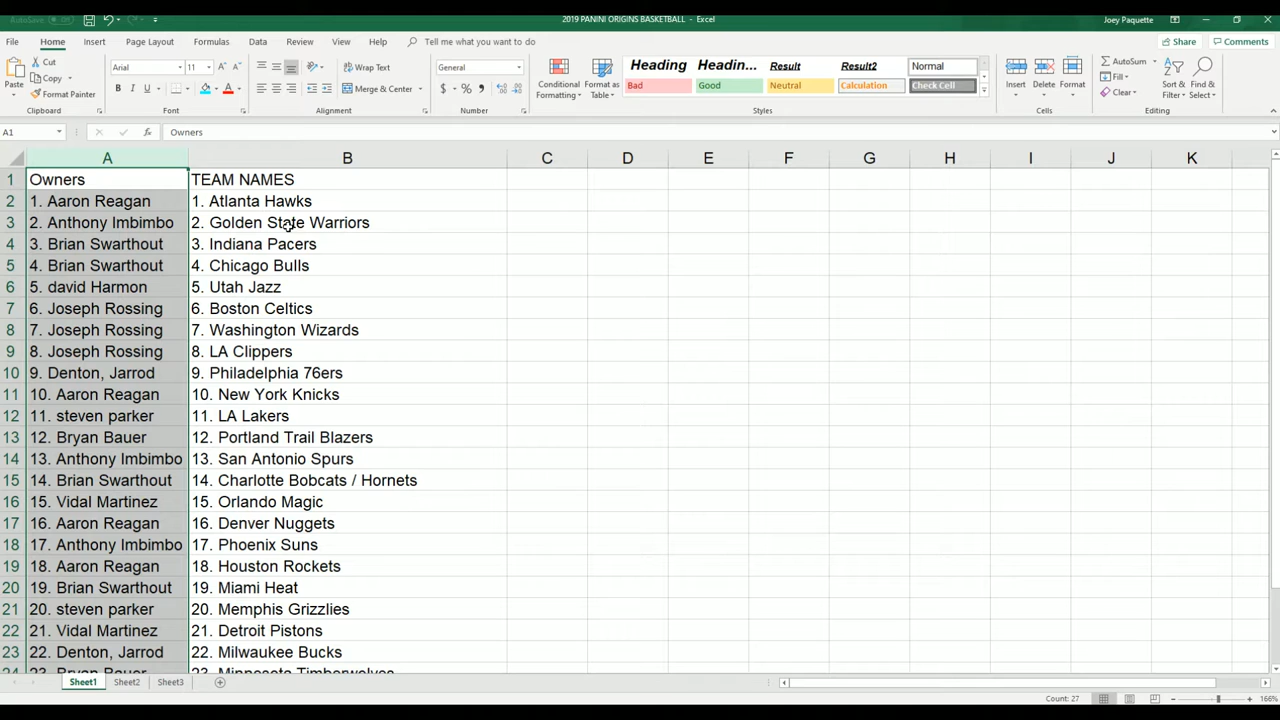 AutoSave Off 2019 PANINI ORIGINS BASKETBALL - Excel Joey Paquette
File Home Insert Page Layout Formulas Data Review View Help Tell me what you want to do Share Comments
Cut
Copy
Format Painter
Paste
Clipboard
Arial 11
B I U
Font
Wrap Text
Merge & Center
Alignment
General
$ %
Number
Conditional Formatting
Format as Table
Heading Headin... Result Result2 Normal
Bad Good Neutral Calculation Check Cell
Styles
Insert Delete Format
Cells
AutoSum
Fill
Clear
Sort & Filter
Find & Select
Editing
A1 fx Owners
A B C D E F G H I J K
1 Owners TEAM NAMES
2 1. Aaron Reagan 1. Atlanta Hawks
3 2. Anthony Imbimbo 2. Golden State Warriors
4 3. Brian Swarthout 3. Indiana Pacers
5 4. Brian Swarthout 4. Chicago Bulls
6 5. david Harmon 5. Utah Jazz
7 6. Joseph Rossing 6. Boston Celtics
8 7. Joseph Rossing 7. Washington Wizards
9 8. Joseph Rossing 8. LA Clippers
10 9. Denton, Jarrod 9. Philadelphia 76ers
11 10. Aaron Reagan 10. New York Knicks
12 11. steven parker 11. LA Lakers
13 12. Bryan Bauer 12. Portland Trail Blazers
14 13. Anthony Imbimbo 13. San Antonio Spurs
15 14. Brian Swarthout 14. Charlotte Bobcats / Hornets
16 15. Vidal Martinez 15. Orlando Magic
17 16. Aaron Reagan 16. Denver Nuggets
18 17. Anthony Imbimbo 17. Phoenix Suns
19 18. Aaron Reagan 18. Houston Rockets
20 19. Brian Swarthout 19. Miami Heat
21 20. steven parker 20. Memphis Grizzlies
22 21. Vidal Martinez 21. Detroit Pistons
23 22. Denton, Jarrod 22. Milwaukee Bucks
24 23. Bryan Bauer 23. Minnesota Timberwolves
Sheet1 Sheet2 Sheet3
Count: 27 166%